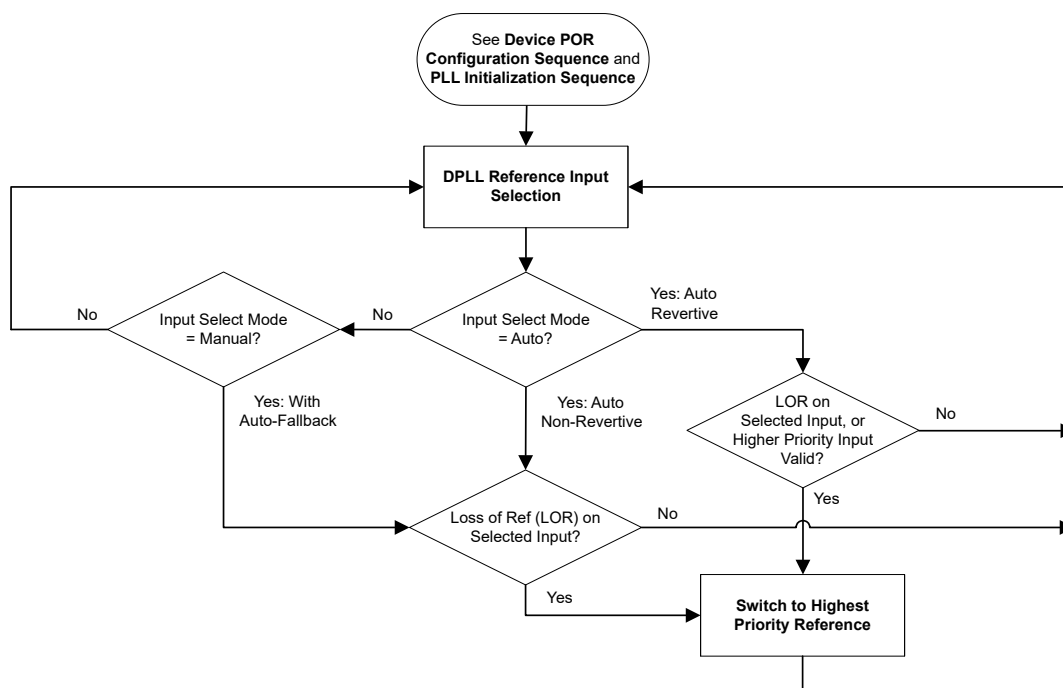 See Device POR
Configuration Sequence and
PLL Initialization Sequence
DPLL Reference Input
Selection
No
Input Select Mode
= Manual?
No
Input Select Mode
= Auto?
Yes: Auto
Revertive
Yes: With
Auto-Fallback
Yes: Auto
Non-Revertive
LOR on
Selected Input, or
Higher Priority Input
Valid?
No
Yes
Loss of Ref (LOR) on
Selected Input?
No
Yes
Switch to Highest
Priority Reference